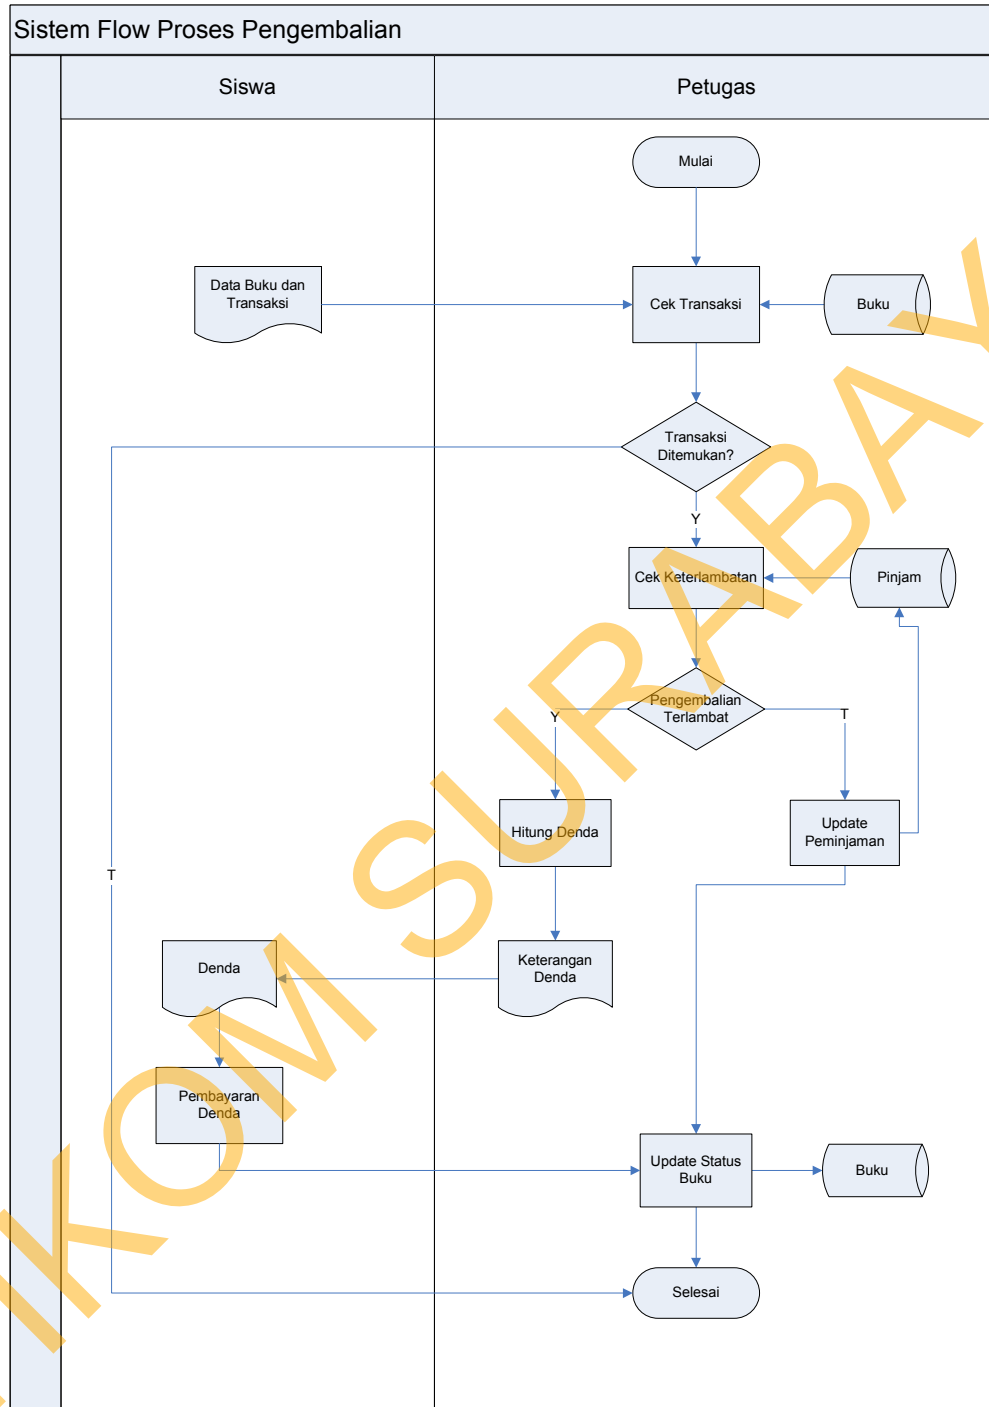 Sistem Flow Proses Pengembalian
Siswa
Petugas
Mulai
Data Buku dan
Transaksi
Cek Transaksi
Buku
Transaksi
Ditemukan?
Y
Cek Keterlambatan
Pinjam
Pengembalian
Terlambat
Y
T
Hitung Denda
Update
Peminjaman
T
Denda
Keterangan
Denda
Pembayaran
Denda
Update Status
Buku
Buku
Selesai
IKOM SURABAY